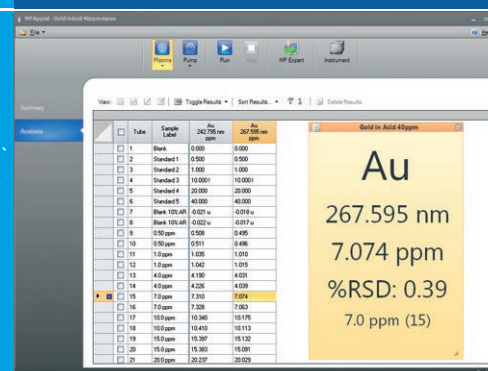 MP Applet - Gold in Acid 40ppm.mpws
File
Plasma
Pump
Run
Stop
MP Expert
Instrument
Summary
Analysis
View:
Toggle Results
Sort Results...
Delete Results
Tube Sample Label Au 242.795 nm ppm Au 267.595 nm ppm
1 Blank 0.000 0.000
2 Standard 1 0.500 0.500
3 Standard 2 1.000 1.000
4 Standard 3 10.000 ! 10.000 !
5 Standard 4 20.000 20.000
6 Standard 5 40.000 40.000
7 Blank 10% AR -0.021 u -0.018 u
8 Blank 10% AR -0.022 u -0.017 u
9 0.50 ppm 0.508 0.495
10 0.50 ppm 0.511 0.496
11 1.0 ppm 1.035 1.010
12 1.0 ppm 1.042 1.015
13 4.0 ppm 4.190 4.031
14 4.0 ppm 4.226 4.039
15 7.0 ppm 7.310 7.074
16 7.0 ppm 7.328 7.063
17 10.0 ppm 10.340 10.175
18 10.0 ppm 10.410 10.113
19 15.0 ppm 15.397 15.132
20 15.0 ppm 15.383 15.091
21 20.0 ppm 20.237 20.029
Gold In Acid 40ppm
Au
267.595 nm
7.074 ppm
%RSD: 0.39
7.0 ppm (15)